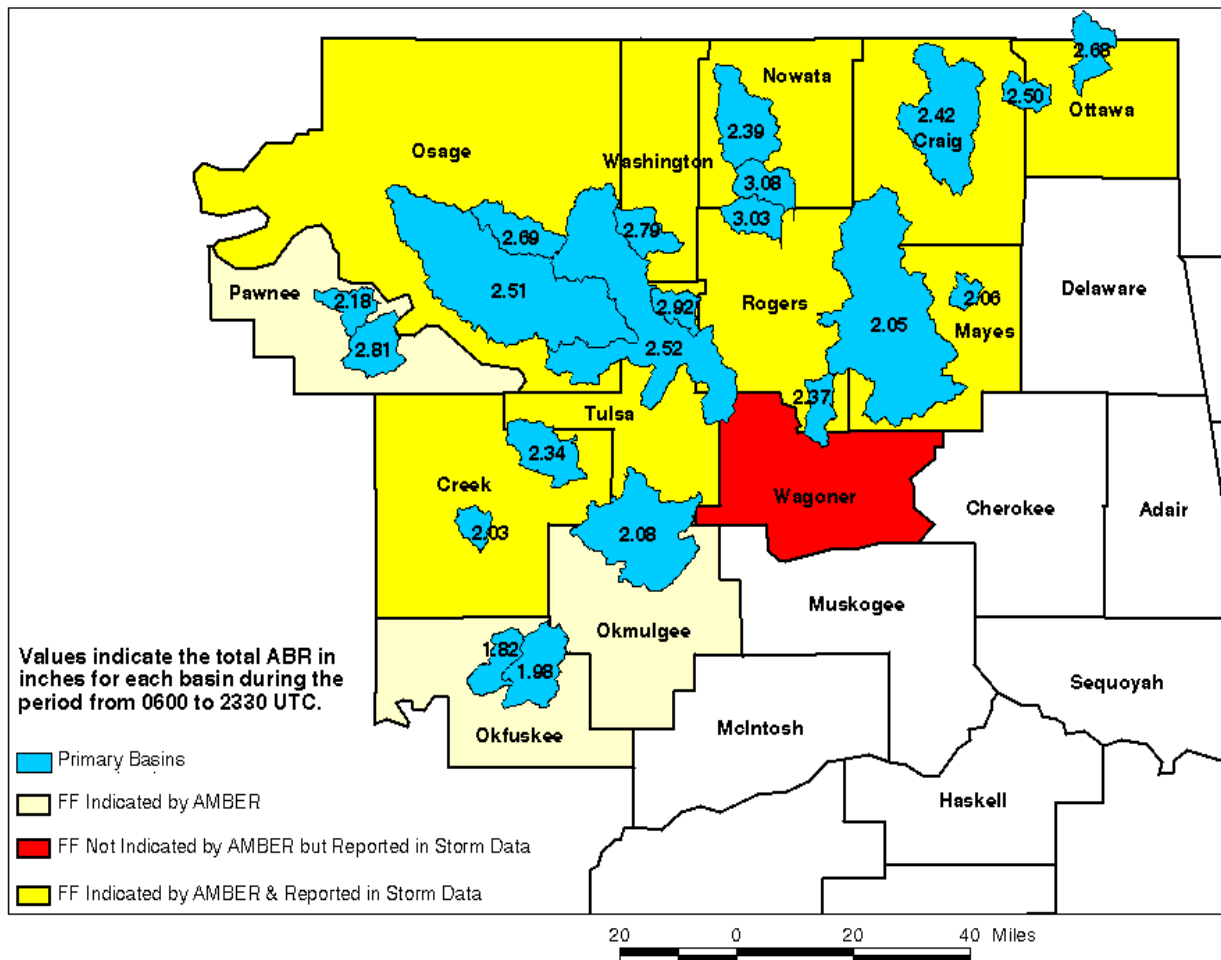 2.68
Nowata
2.50
Ottawa
2.42
Craig
2.39
Osage
Washington
3.08
3.03
2.79
2.69
Delaware
Pawnee
2.51
2.18
2.92
Rogers
2.06
2.05
Mayes
2.81
2.52
2.37
Tulsa
2.34
Creek
Wagoner
Cherokee
Adair
2.03
2.08
Muskogee
Okmulgee
1.82
1.98
Values indicate the total ABR in
inches for each basin during the
period from 0600 to 2330 UTC.
Sequoyah
McIntosh
Okfuskee
Primary Basins
FF Indicated by AMBER
Haskell
FF Not Indicated by AMBER but Reported in Storm Data
FF Indicated by AMBER & Reported in Storm Data
20 0 20 40 Miles